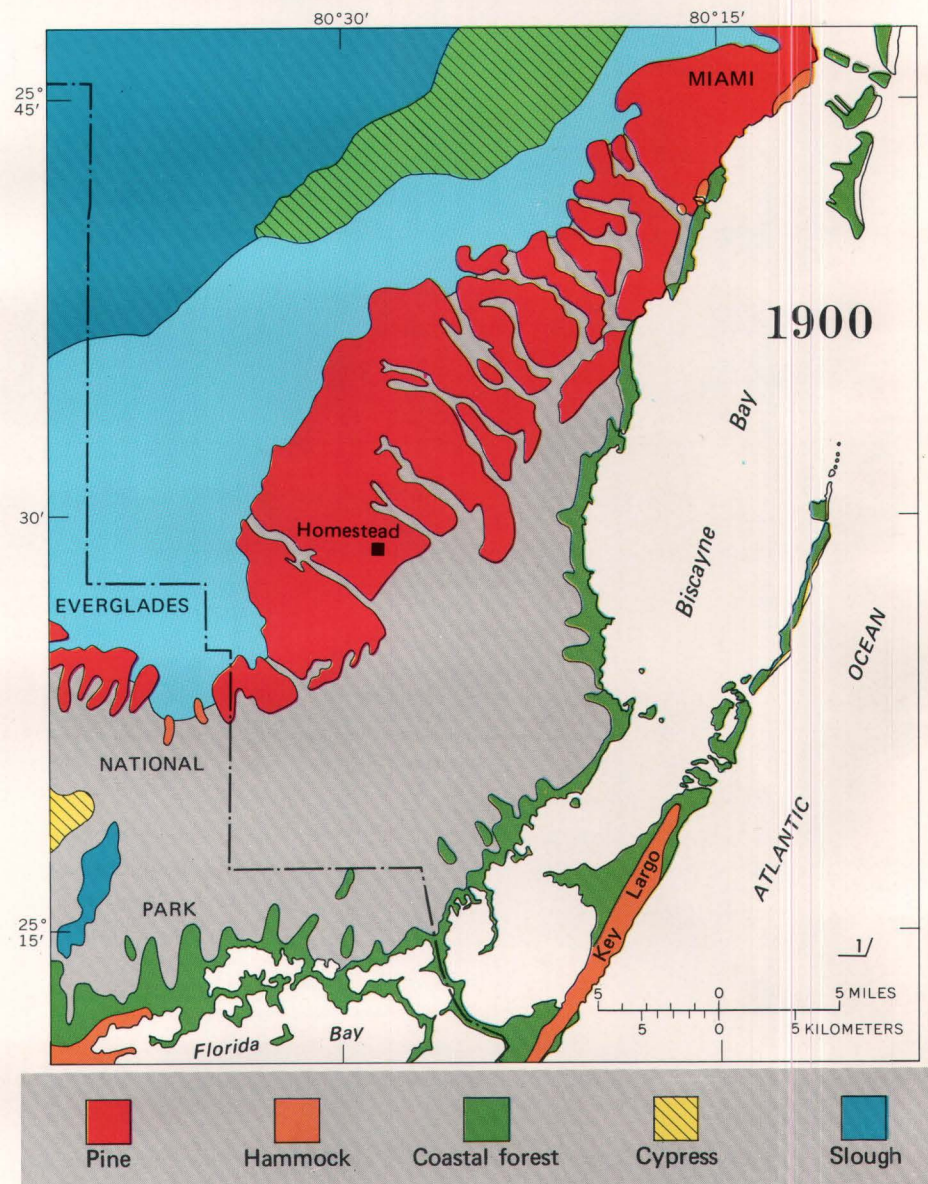 80°30′ 80°15′
MIAMI
25°
45′
1900
Bay
Biscayne
30′
Homestead
EVERGLADES
OCEAN
ATLANTIC
NATIONAL
Key Largo
PARK
25°
15′
1/
5 0 5 MILES
5 0 5 KILOMETERS
Florida Bay
Pine Hammock Coastal forest Cypress Slough